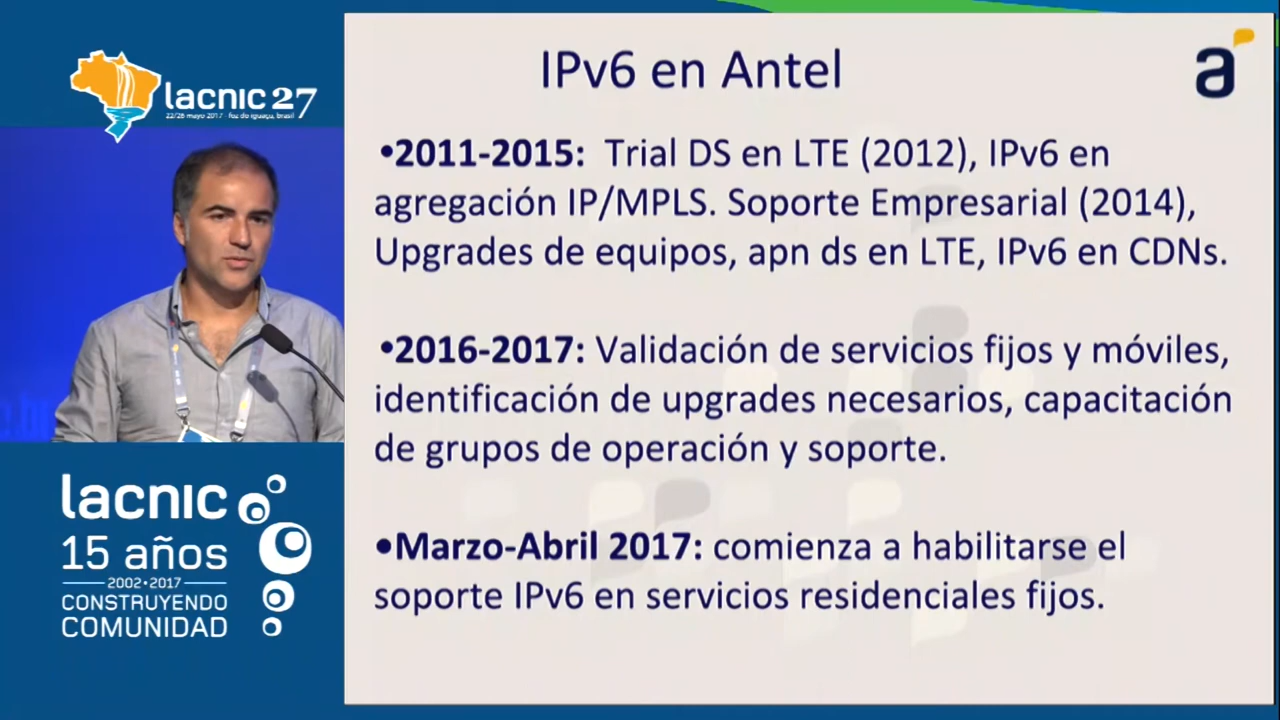 lacnic 27
22/26 mayo 2017 - foz do iguaçu, brasil
lacnic
15 años
2002•2017
CONSTRUYENDO
COMUNIDAD
IPv6 en Antel
a
•2011-2015: Trial DS en LTE (2012), IPv6 en
agregación IP/MPLS. Soporte Empresarial (2014),
Upgrades de equipos, apn ds en LTE, IPv6 en CDNs.
•2016-2017: Validación de servicios fijos y móviles,
identificación de upgrades necesarios, capacitación
de grupos de operación y soporte.
•Marzo-Abril 2017: comienza a habilitarse el
soporte IPv6 en servicios residenciales fijos.